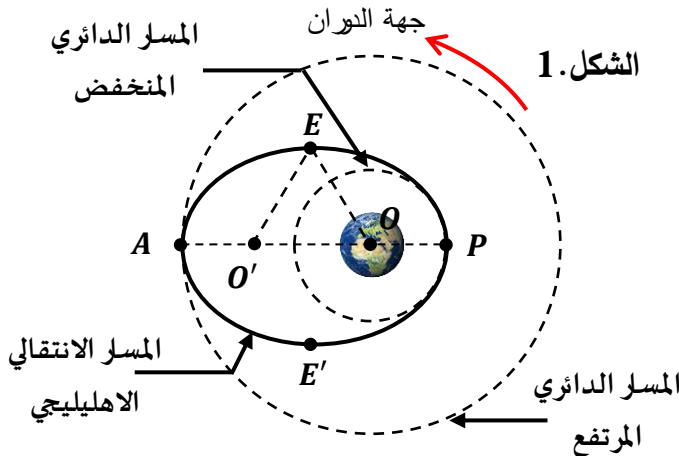 جهة الدوران
الشكل.1
المسار الدائري
المنخفض
E
O
A
O′
P
E′
المسار الانتقالي
الاهليليجي
المسار الدائري
المرتفع